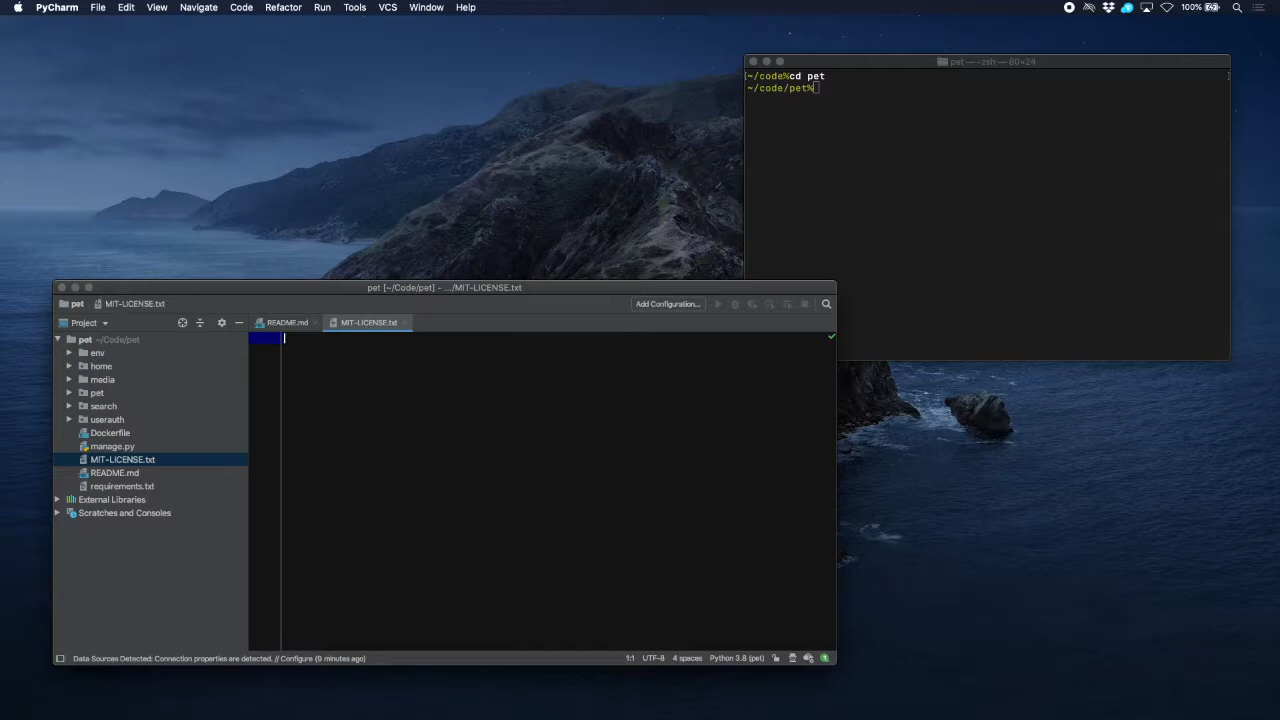 PyCharm File Edit View Navigate Code Refactor Run Tools VCS Window Help 100%
pet — -zsh — 80×24
[~/code%cd pet ]
~/code/pet%
pet [~/Code/pet] - .../MIT-LICENSE.txt
pet MIT-LICENSE.txt Add Configuration...
Project README.md MIT-LICENSE.txt
pet ~/Code/pet
env
home
media
pet
search
userauth
Dockerfile
manage.py
MIT-LICENSE.txt
README.md
requirements.txt
External Libraries
Scratches and Consoles
Data Sources Detected: Connection properties are detected. // Configure (9 minutes ago) 1:1 UTF-8 4 spaces Python 3.8 (pet) 1